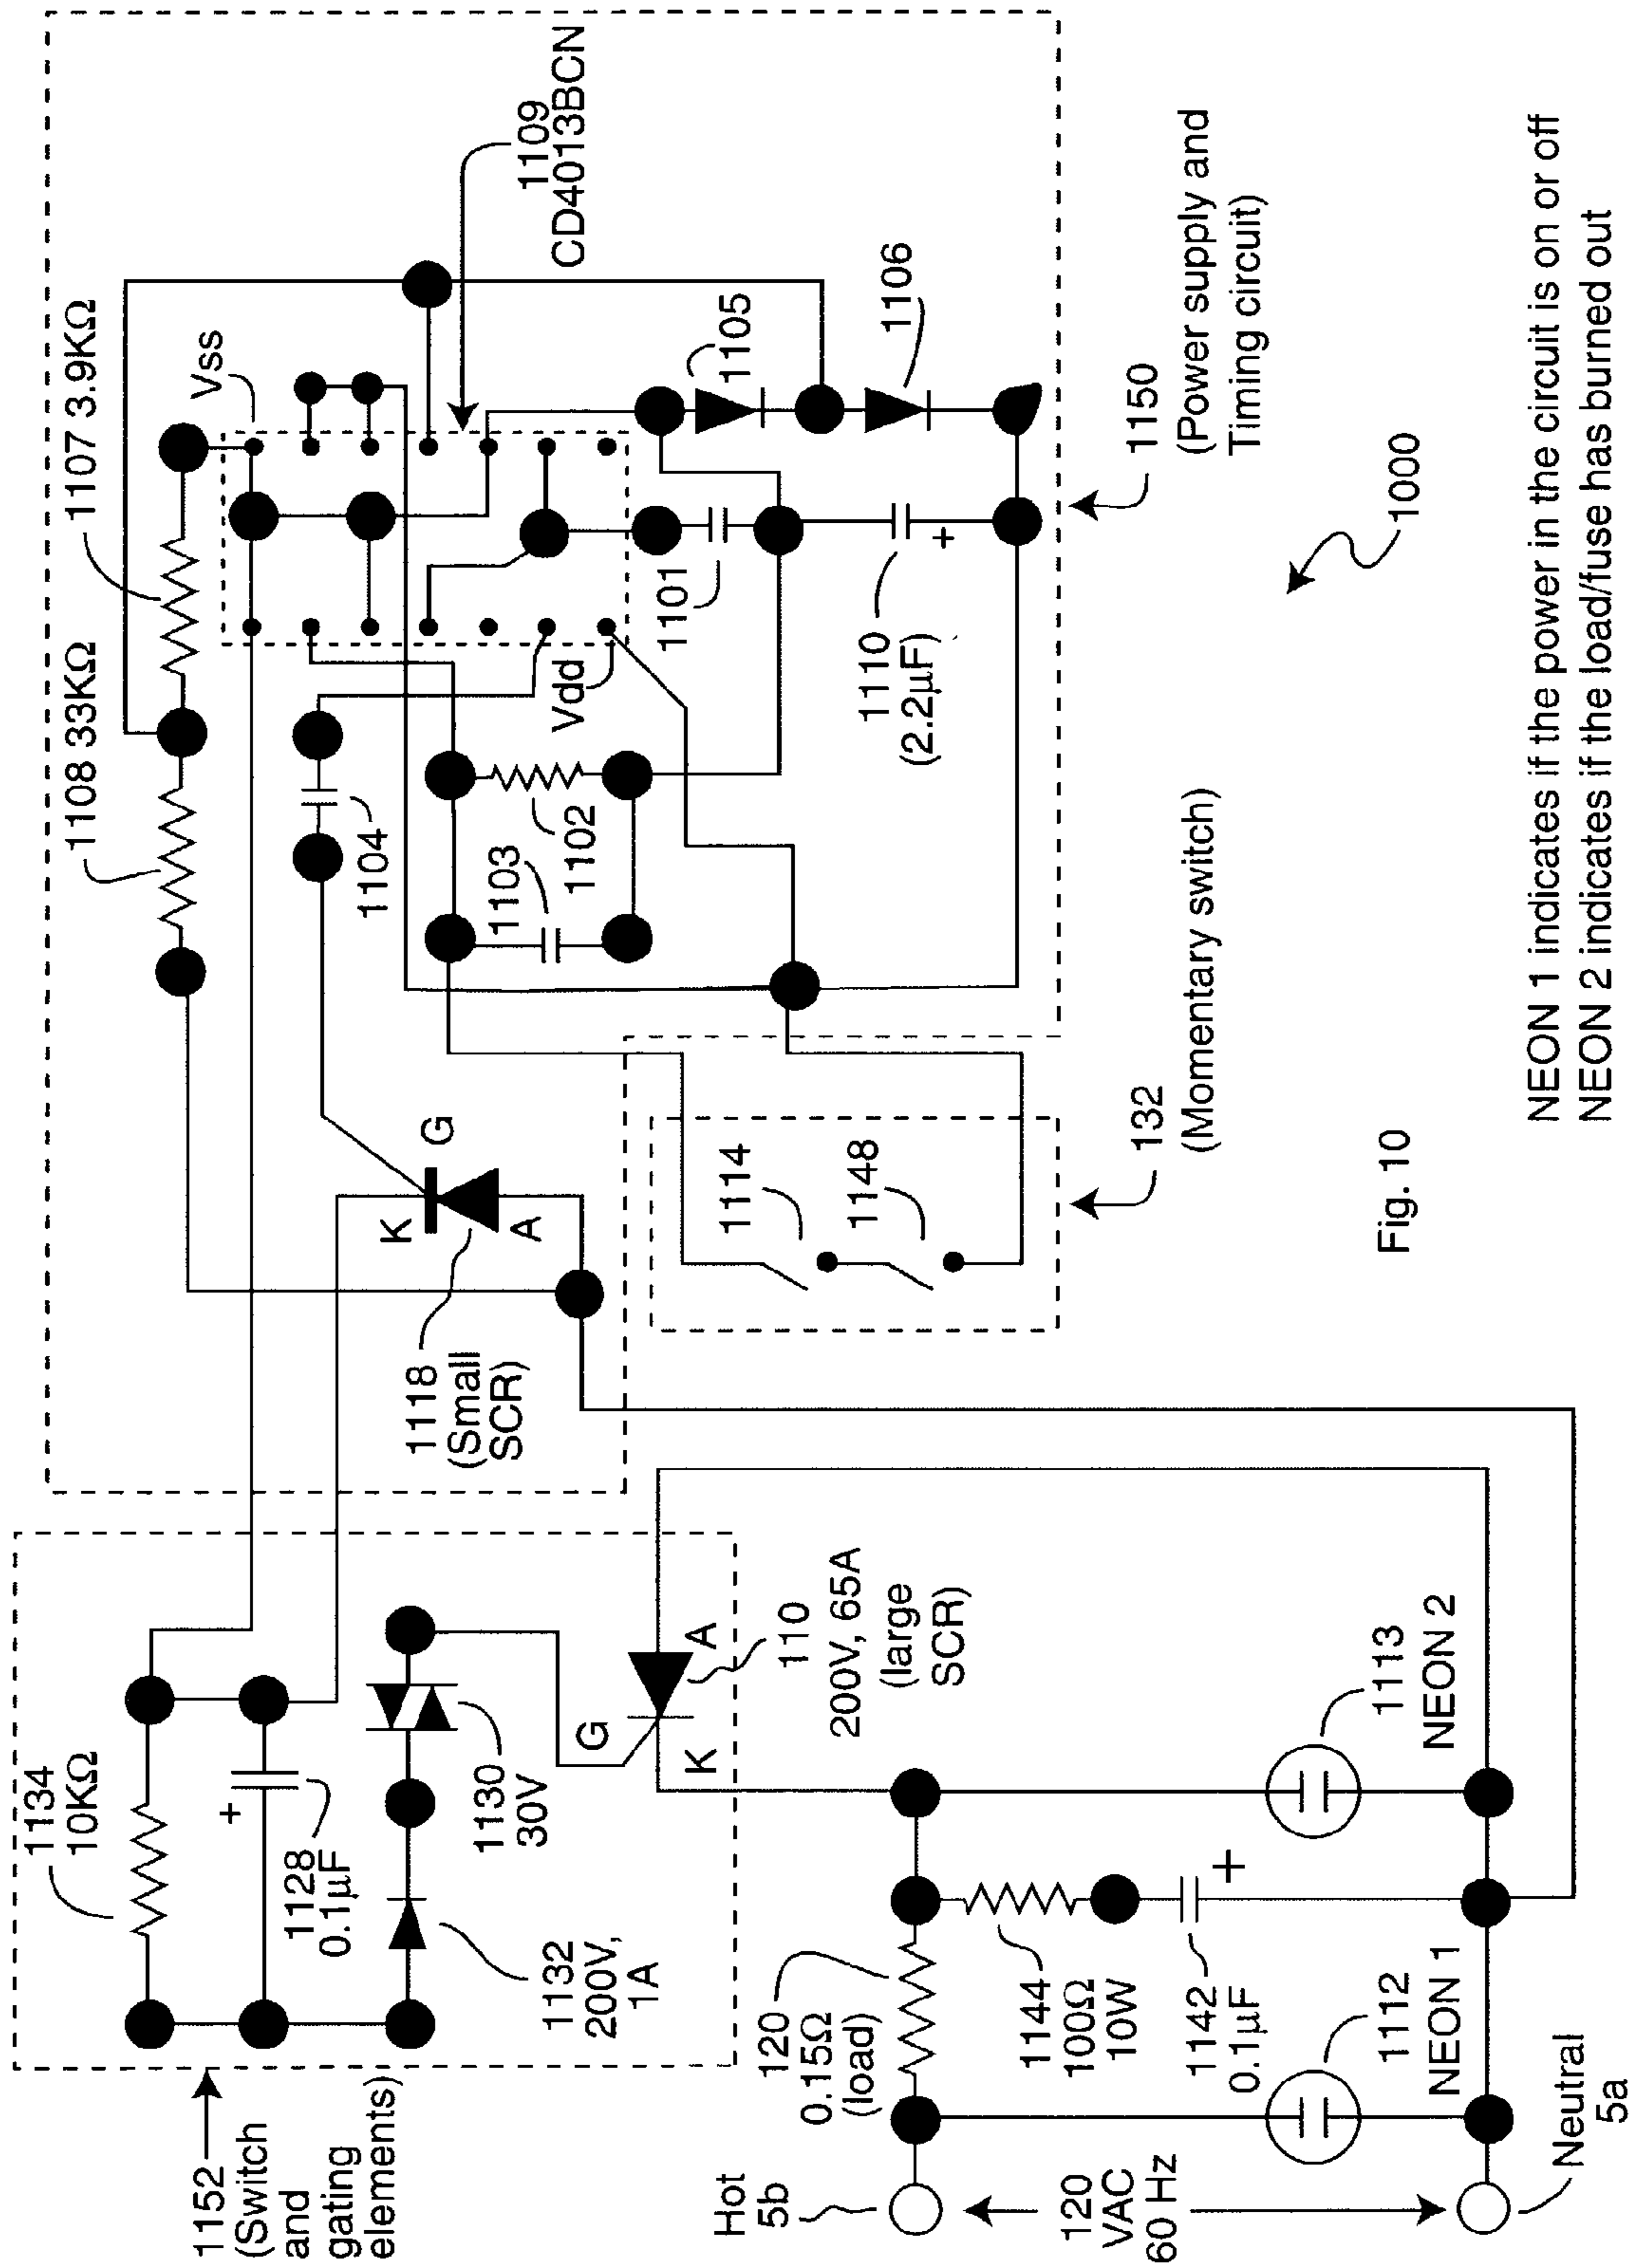 1152
(Switch
and
gating
elements)
1134
10KΩ
+
1128
0.1µF
1132
200V,
1A
1130
30V
G
K
A
110
200V, 65A
(large
SCR)
Hot
5b
120
VAC
60 Hz
Neutral
5a
120
0.15Ω
(load)
1144
100Ω
10W
1142
0.1µF
+
1112
NEON 1
1113
NEON 2
1118
(Small
SCR)
K
G
A
1108 33KΩ
1107 3.9KΩ
1104
1103
1102
Vss
Vdd
1109
CD4013BCN
1101
1110
(2.2µF)
+
1105
1106
1114
1148
132
(Momentary switch)
1150
(Power supply and
Timing circuit)
1000
Fig. 10
NEON 1 indicates if the power in the circuit is on or off
NEON 2 indicates if the load/fuse has burned out